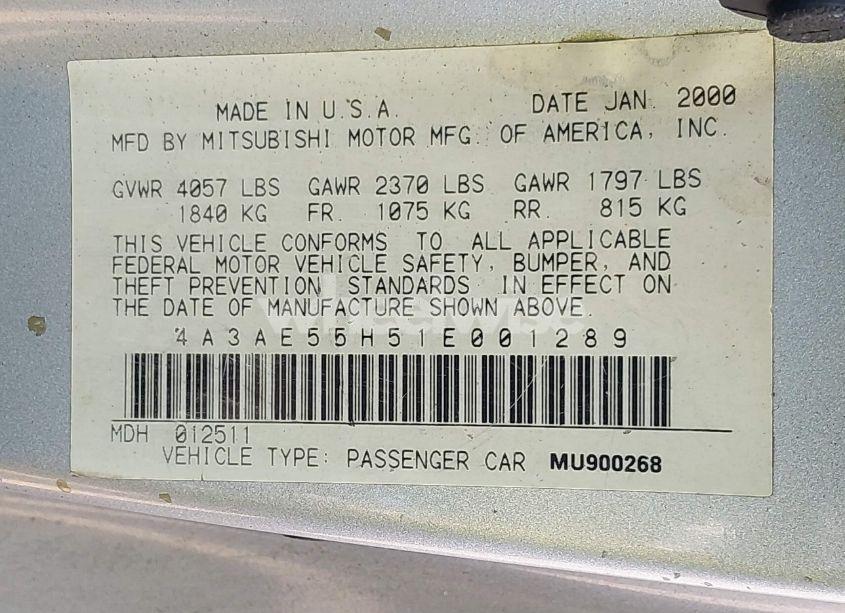 MADE IN U.S.A. DATE JAN. 2000
MFD BY MITSUBISHI MOTOR MFG. OF AMERICA, INC.
GVWR 4057 LBS GAWR 2370 LBS GAWR 1797 LBS
1840 KG FR. 1075 KG RR. 815 KG
THIS VEHICLE CONFORMS TO ALL APPLICABLE
FEDERAL MOTOR VEHICLE SAFETY, BUMPER, AND
THEFT PREVENTION STANDARDS IN EFFECT ON
THE DATE OF MANUFACTURE SHOWN ABOVE.
4A3AE55H51E001289
MDH 012511
VEHICLE TYPE: PASSENGER CAR MU900268